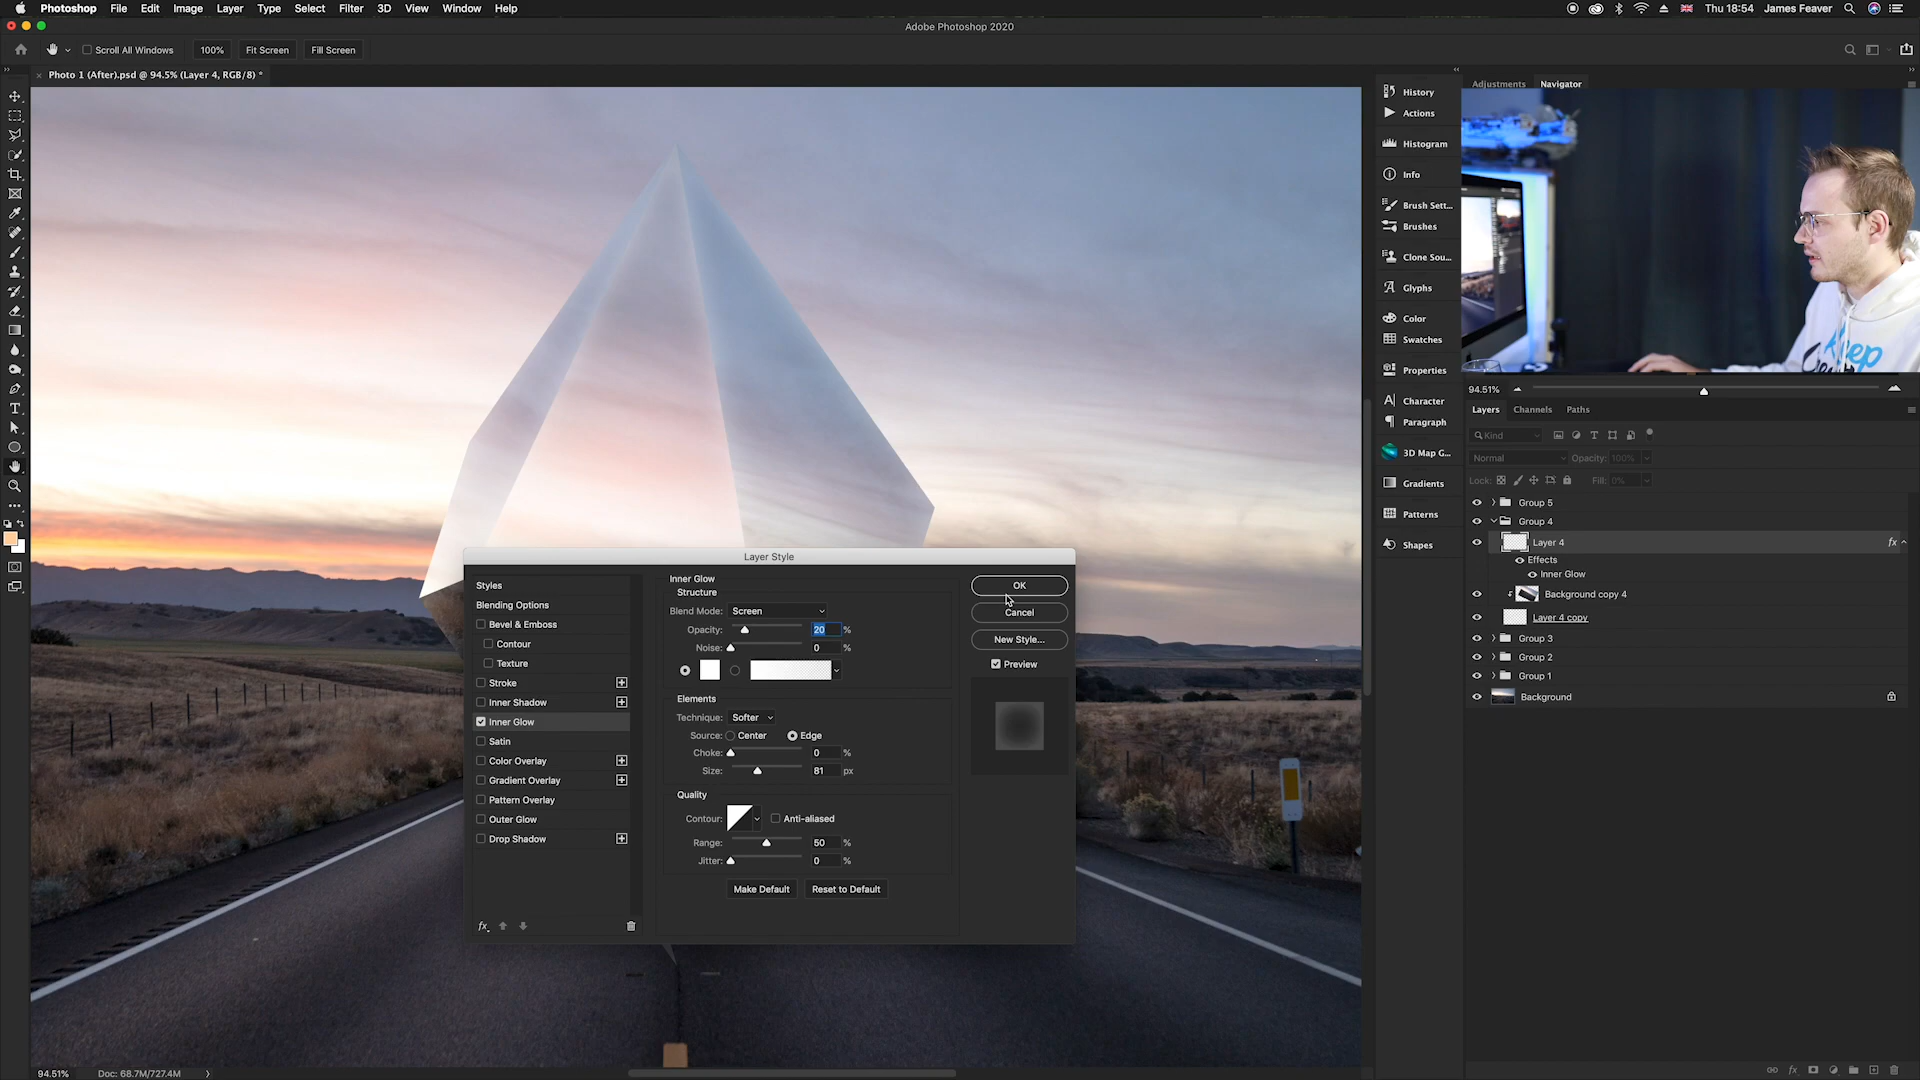 Photoshop File Edit Image Layer Type Select Filter 3D View Window Help Thu 18:54 James Feaver
Adobe Photoshop 2020
Scroll All Windows 100% Fit Screen Fill Screen
Photo 1 (After).psd @ 94.5% (Layer 4, RGB/8) *
History
Actions
Histogram
Info
Brush Sett...
Brushes
Clone Sou...
Glyphs
Color
Swatches
Properties
Character
Paragraph
3D Map G...
Gradients
Patterns
Shapes
Adjustments Navigator
94.51%
Layers Channels Paths
Kind
Normal Opacity: 100%
Lock: Fill: 0%
Group 5
Group 4
Layer 4 fx
Effects
Inner Glow
Background copy 4
Layer 4 copy
Group 3
Group 2
Group 1
Background
Layer Style
Styles
Blending Options
Bevel & Emboss
Contour
Texture
Stroke
Inner Shadow
Inner Glow
Satin
Color Overlay
Gradient Overlay
Pattern Overlay
Outer Glow
Drop Shadow
fx
Inner Glow
Structure
Blend Mode: Screen
Opacity: 20 %
Noise: 0 %
Elements
Technique: Softer
Source: Center Edge
Choke: 0 %
Size: 81 px
Quality
Contour: Anti-aliased
Range: 50 %
Jitter: 0 %
Make Default Reset to Default
OK
Cancel
New Style...
Preview
94.51% Doc: 68.7M/727.4M
fx